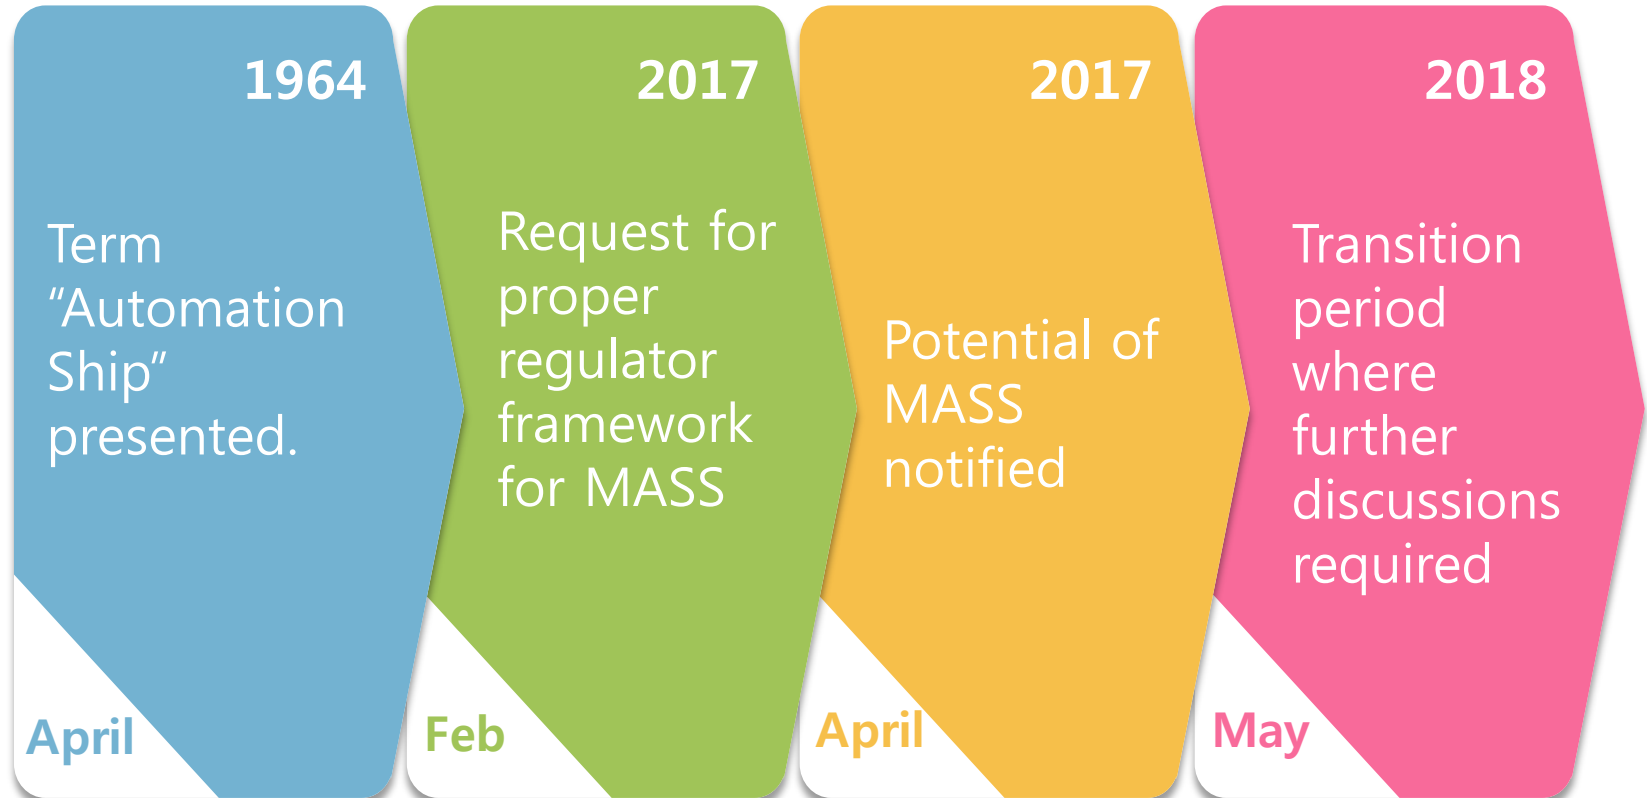 1964
Term
“Automation
Ship”
presented.
April
2017
Request for
proper
regulator
framework
for MASS
Feb
2017
Potential of
MASS
notified
April
2018
Transition
period
where
further
discussions
required
May